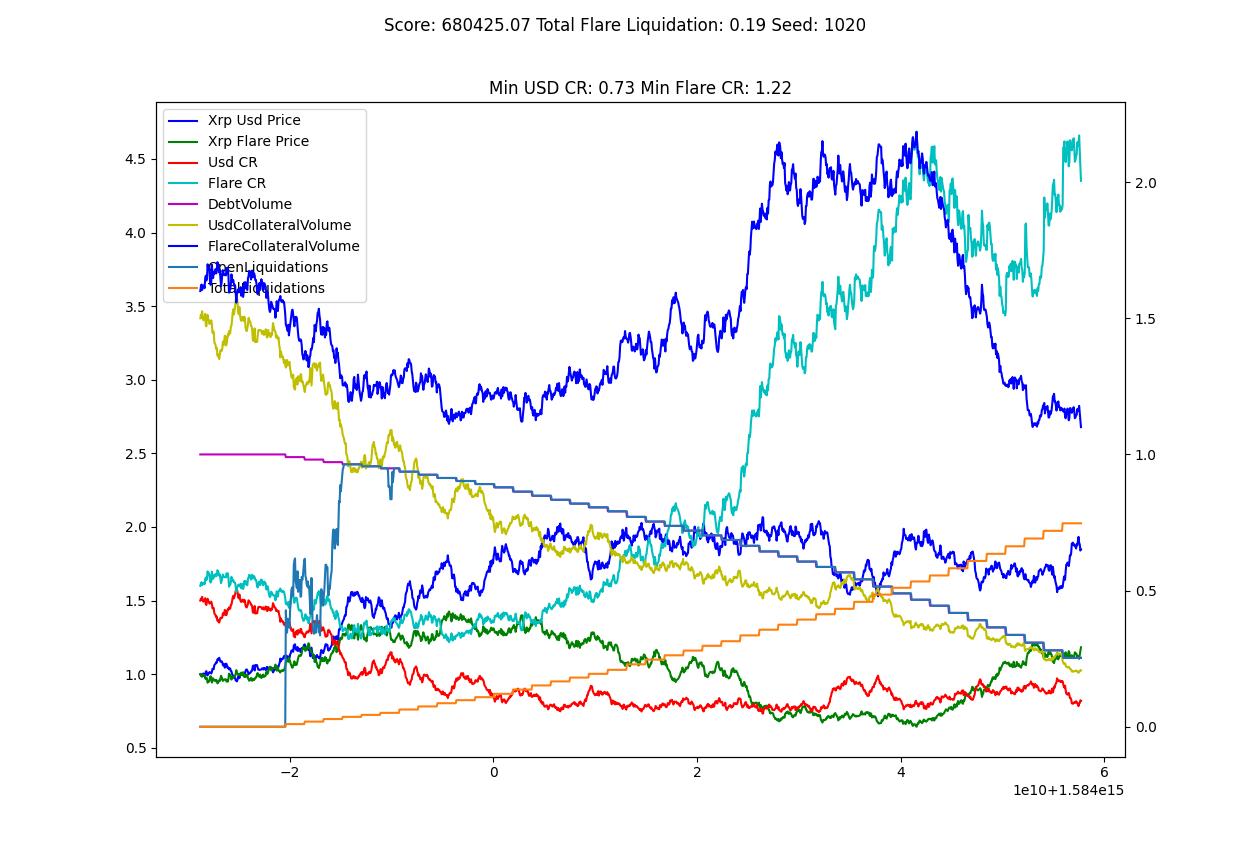 Score: 680425.07 Total Flare Liquidation: 0.19 Seed: 1020
Min USD CR: 0.73 Min Flare CR: 1.22
Xrp Usd Price
Xrp Flare Price
Usd CR
Flare CR
DebtVolume
UsdCollateralVolume
FlareCollateralVolume
OpenLiquidations
TotalLiquidations
4.5
4.0
3.5
3.0
2.5
2.0
1.5
1.0
0.5
2.0
1.5
1.0
0.5
0.0
−2
0
2
4
6
1e10+1.584e15